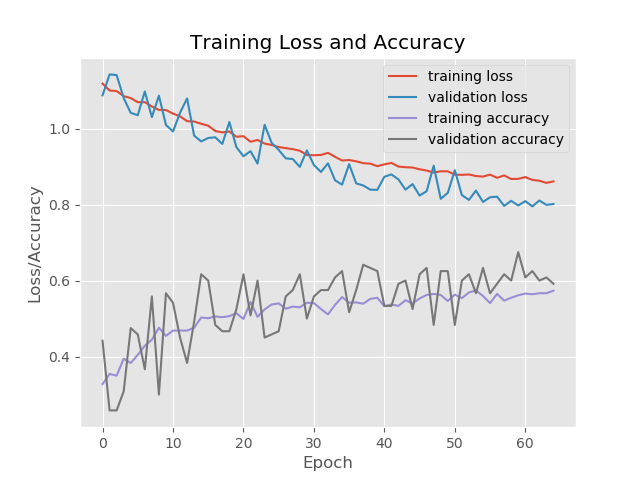 Training Loss and Accuracy
training loss
validation loss
training accuracy
validation accuracy
1.0
0.8
0.6
0.4
Loss/Accuracy
0 10 20 30 40 50 60
Epoch